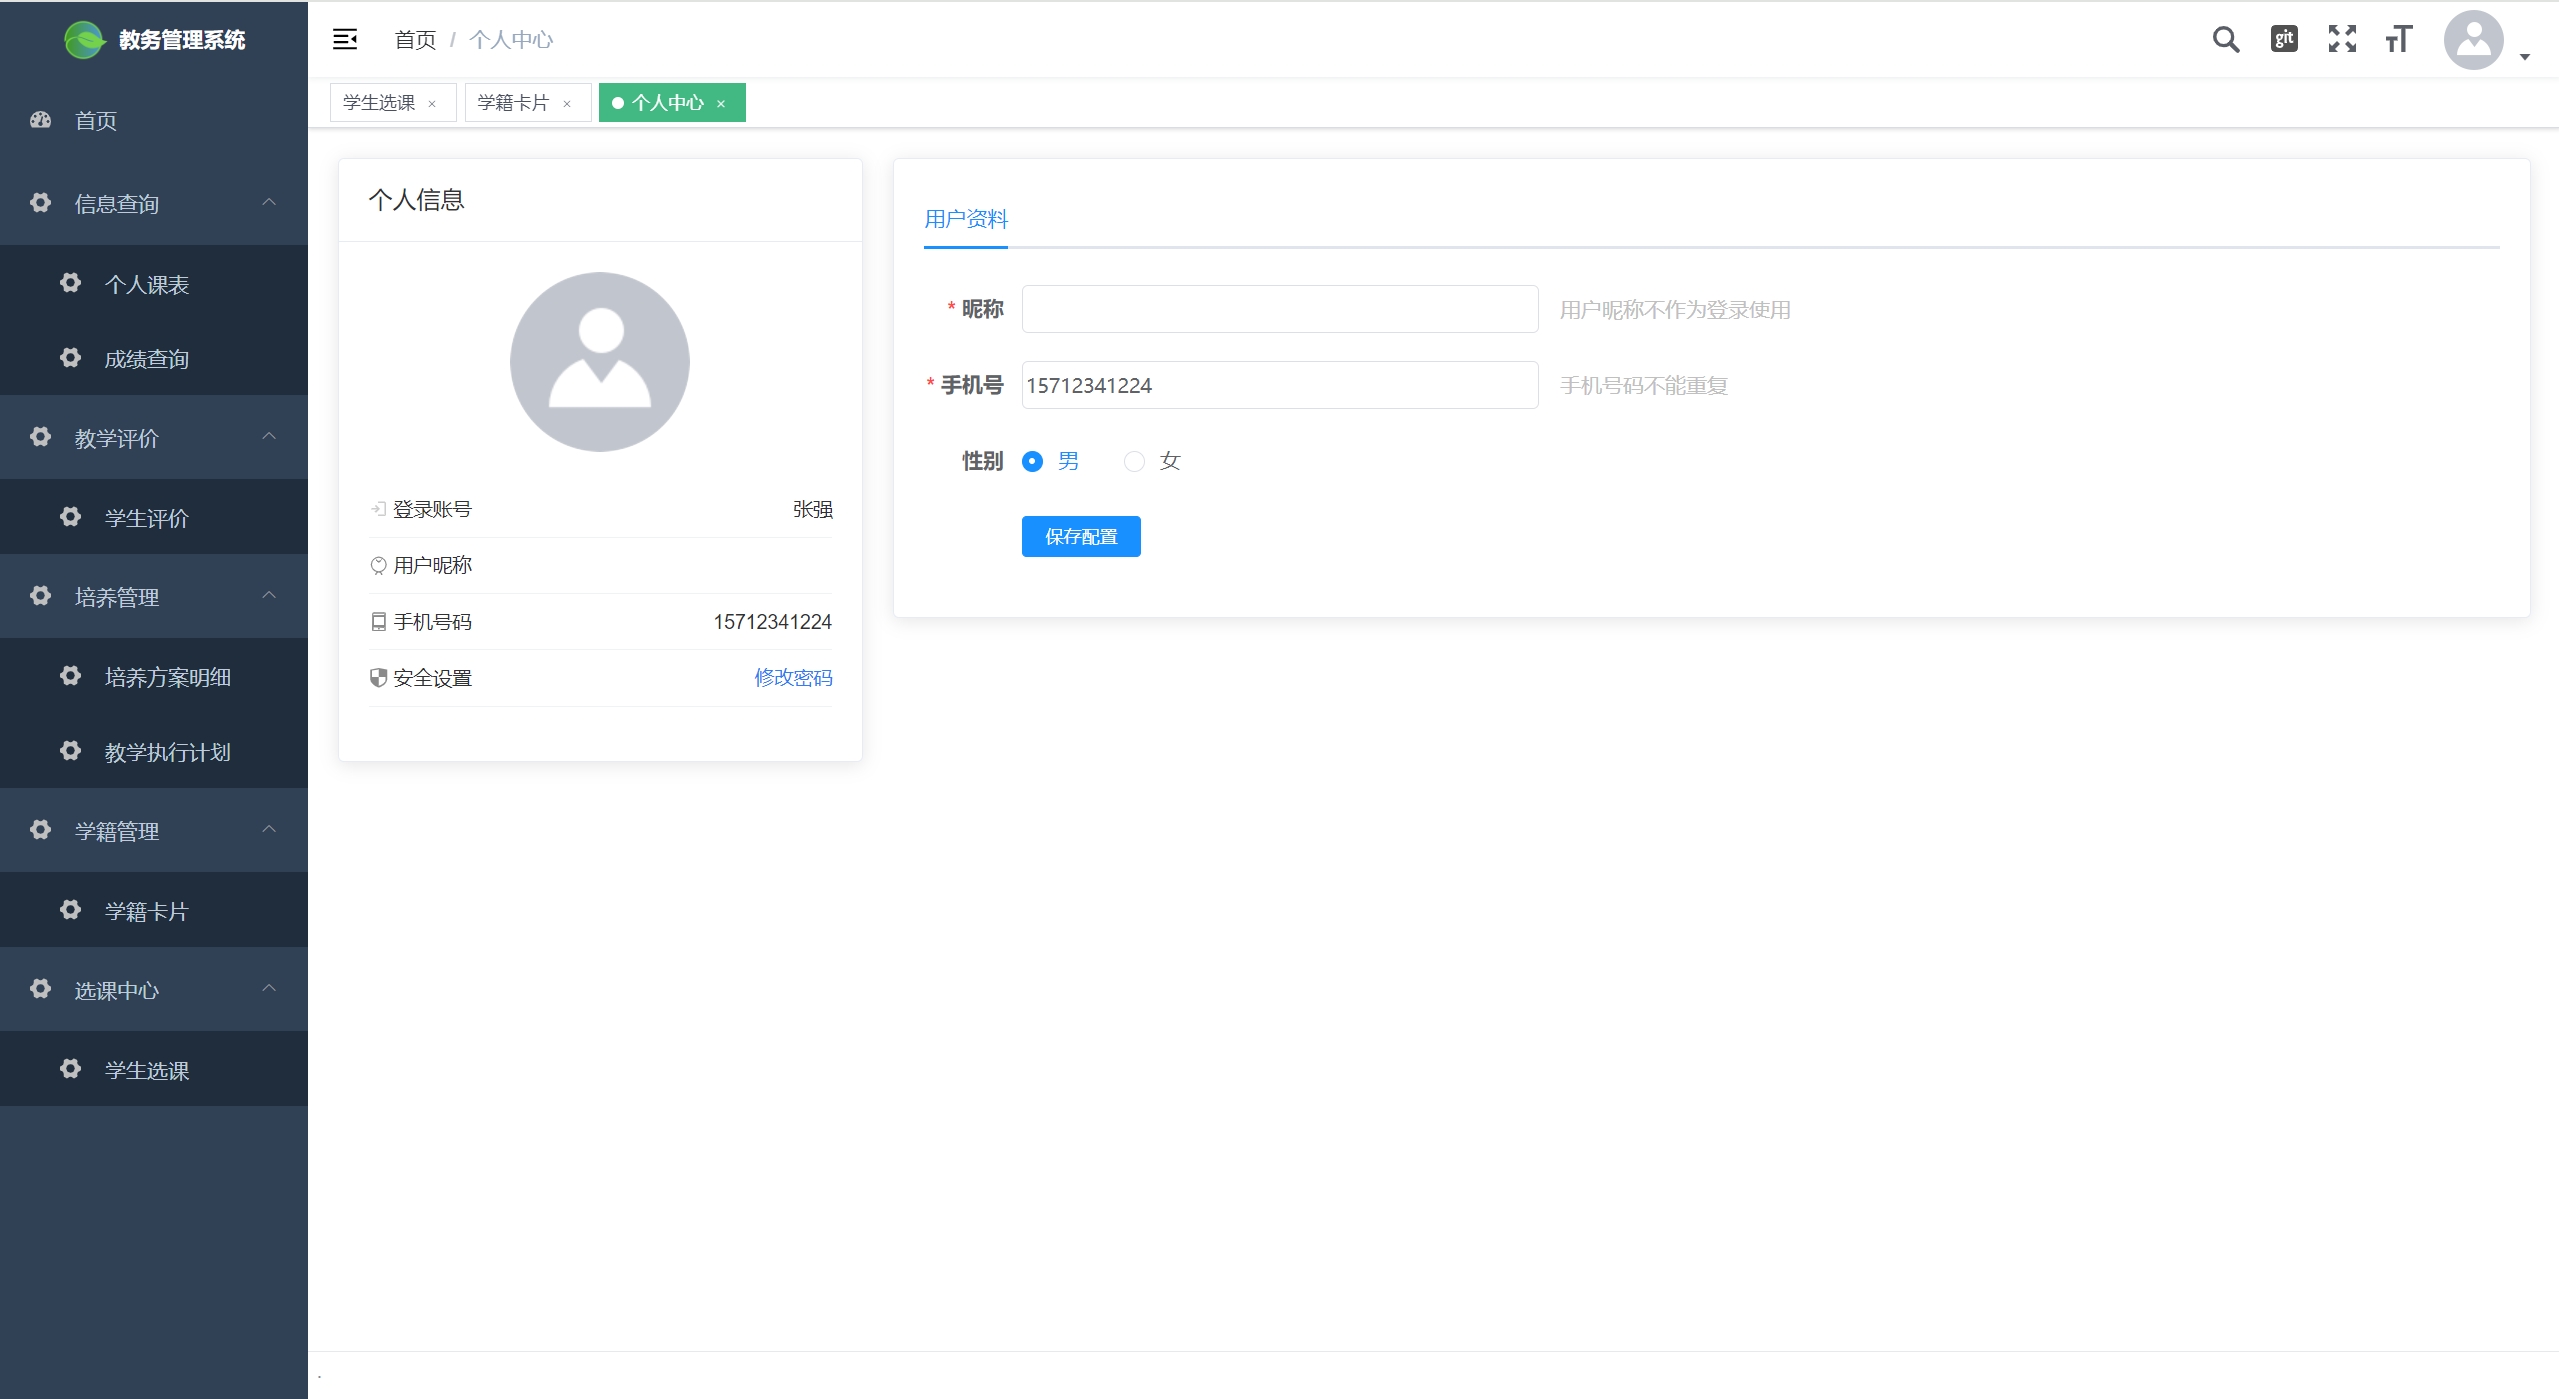 教务管理系统
首页
信息查询
个人课表
成绩查询
教学评价
学生评价
培养管理
培养方案明细
教学执行计划
学籍管理
学籍卡片
选课中心
学生选课
首页 / 个人中心
git
学生选课 × 学籍卡片 × 个人中心 ×
个人信息
登录账号 张强
用户昵称
手机号码 15712341224
安全设置 修改密码
用户资料
* 昵称 用户昵称不作为登录使用
* 手机号 15712341224 手机号码不能重复
性别 男 女
保存配置
.